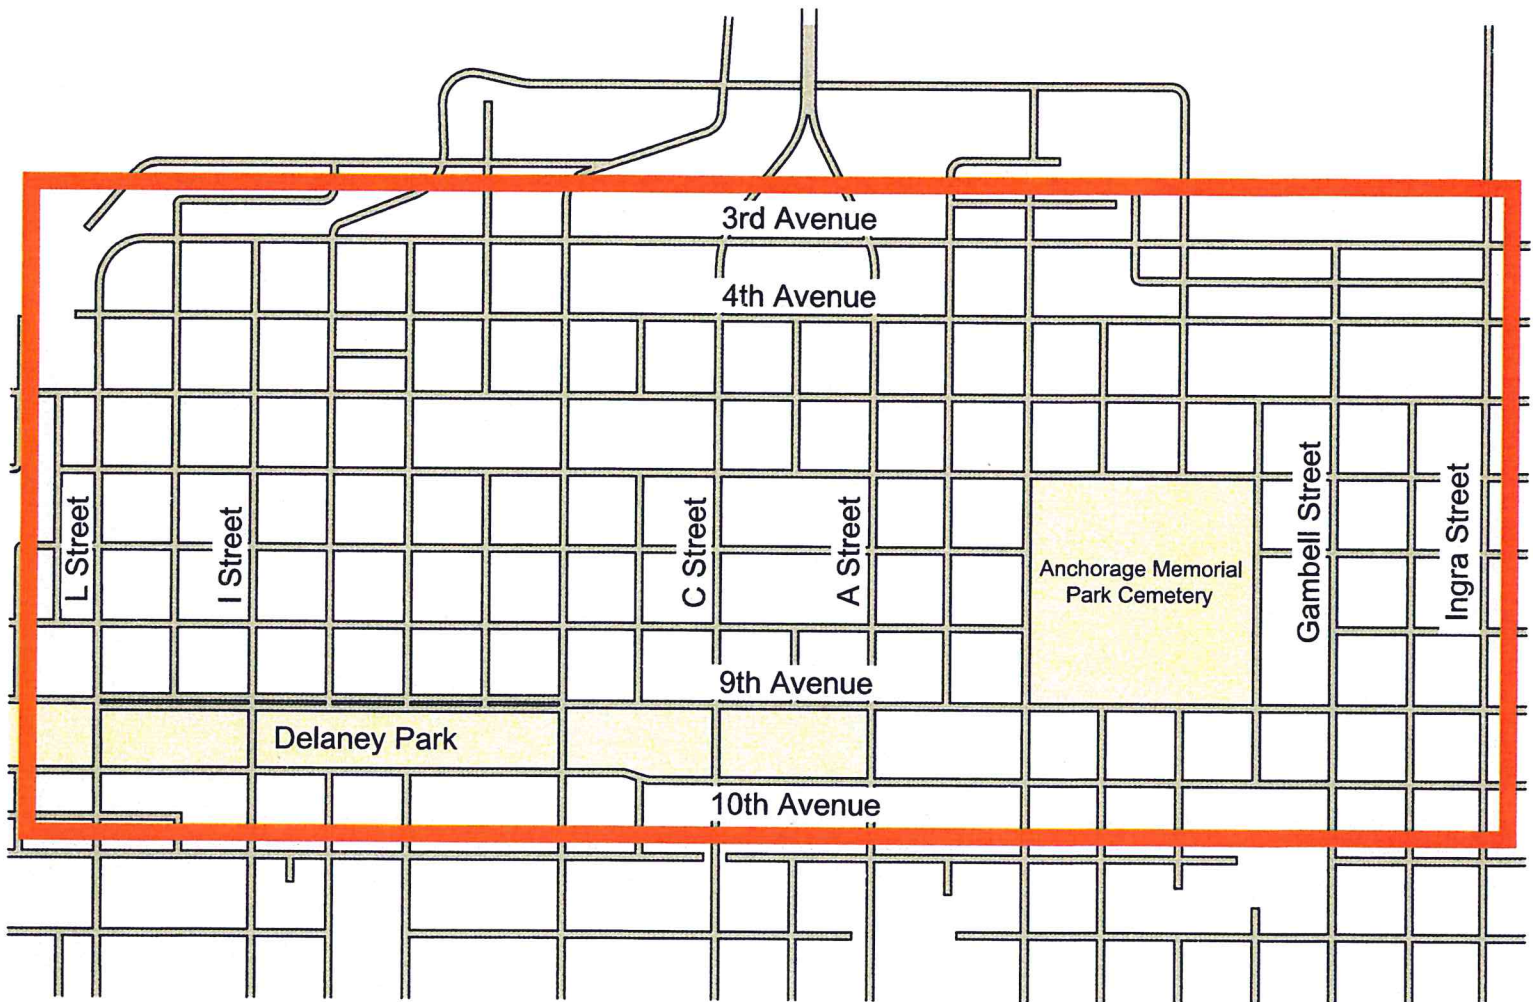 3rd Avenue
4th Avenue
L Street
I Street
C Street
A Street
Gambell Street
Ingra Street
Anchorage Memorial
Park Cemetery
9th Avenue
Delaney Park
10th Avenue